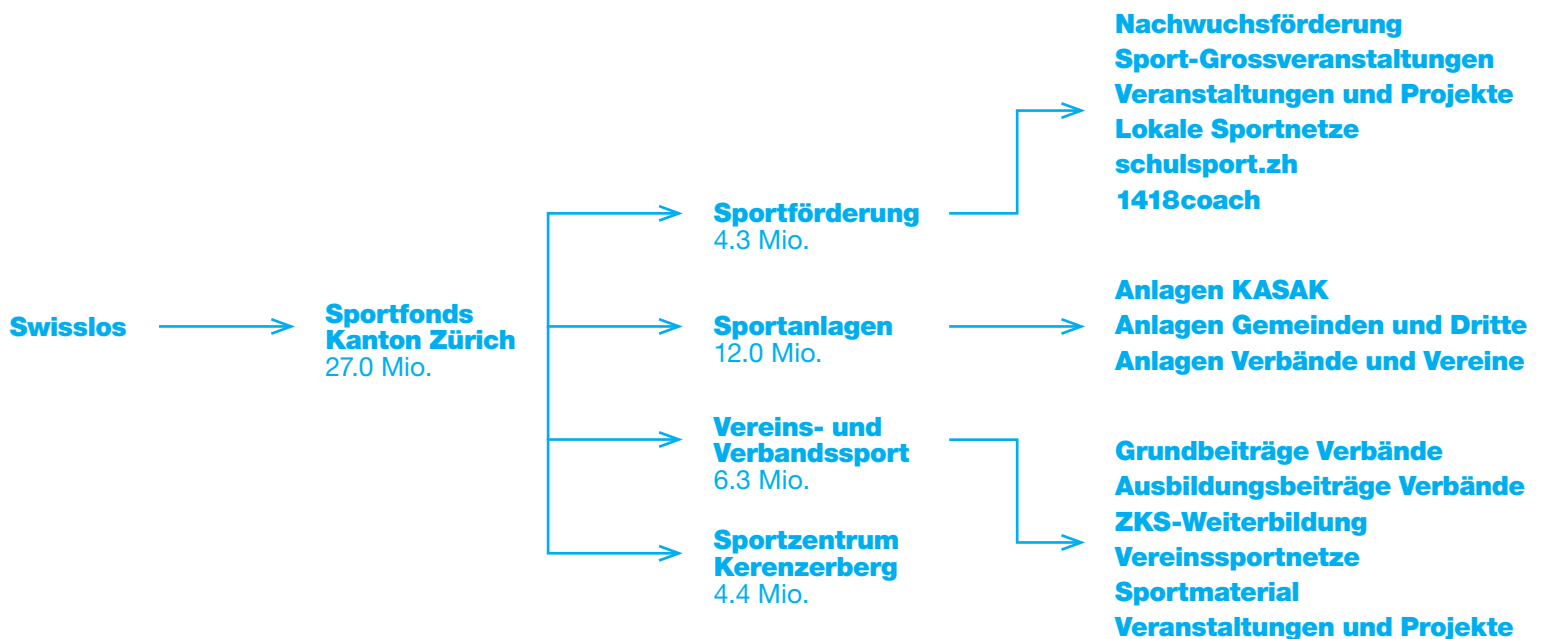 Swisslos
Sportfonds
Kanton Zürich
27.0 Mio.
Sportförderung
4.3 Mio.
Sportanlagen
12.0 Mio.
Vereins- und
Verbandssport
6.3 Mio.
Sportzentrum
Kerenzerberg
4.4 Mio.
Nachwuchsförderung
Sport-Grossveranstaltungen
Veranstaltungen und Projekte
Lokale Sportnetze
schulsport.zh
1418coach
Anlagen KASAK
Anlagen Gemeinden und Dritte
Anlagen Verbände und Vereine
Grundbeiträge Verbände
Ausbildungsbeiträge Verbände
ZKS-Weiterbildung
Vereinssportnetze
Sportmaterial
Veranstaltungen und Projekte